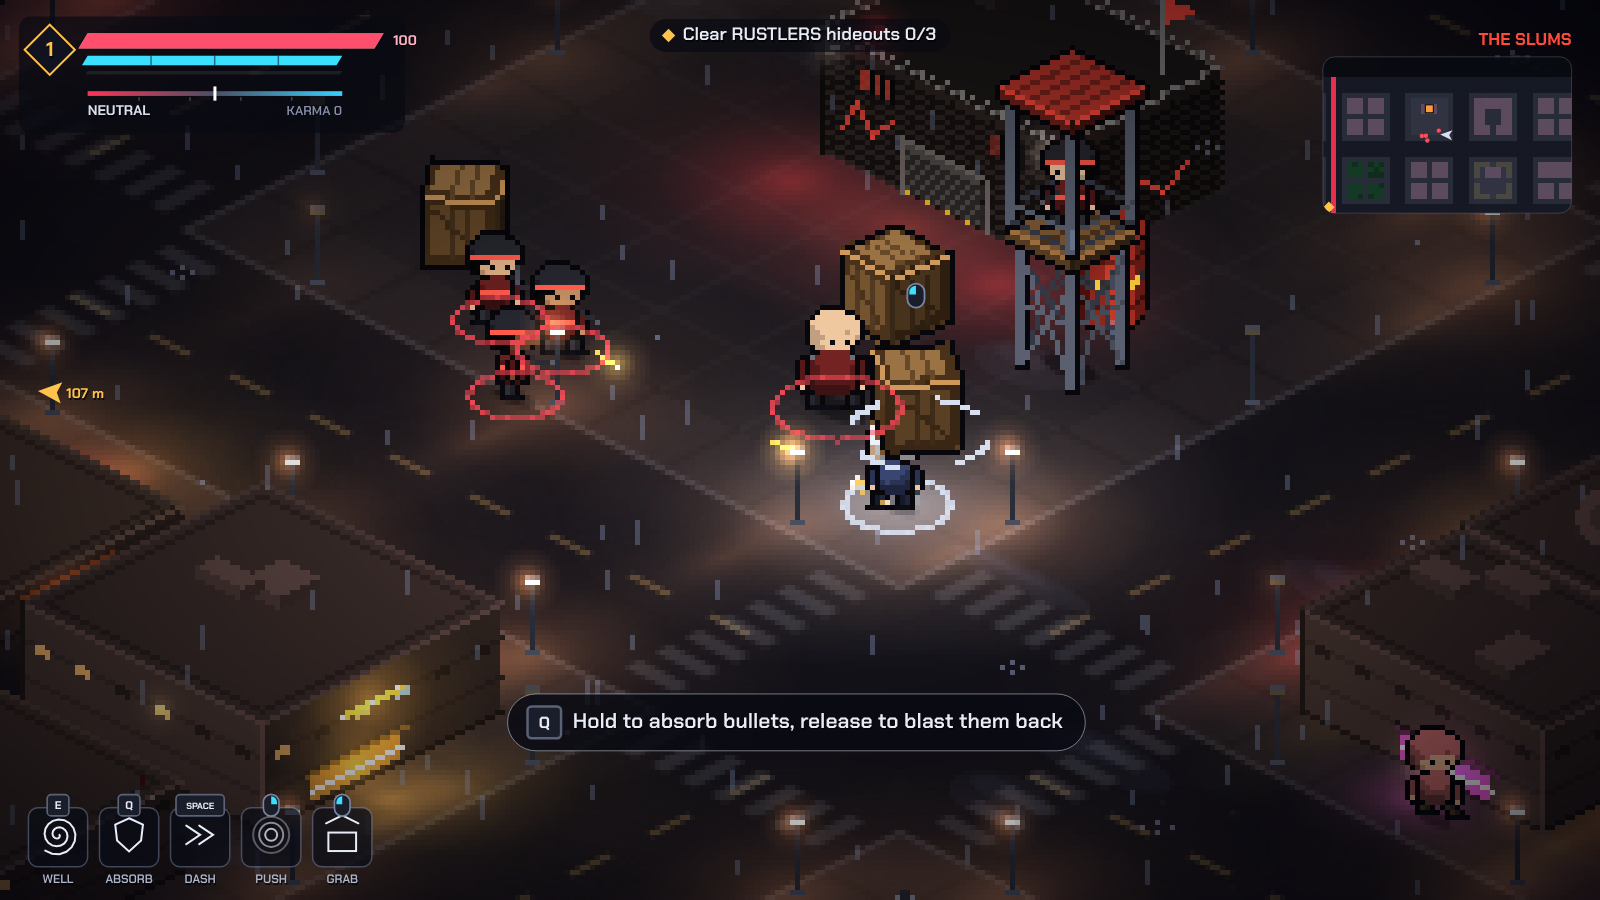 1
100
NEUTRAL
KARMA 0
Clear RUSTLERS hideouts 0/3
THE SLUMS
107 m
Q
Hold to absorb bullets, release to blast them back
E
Q
SPACE
WELL
ABSORB
DASH
PUSH
GRAB